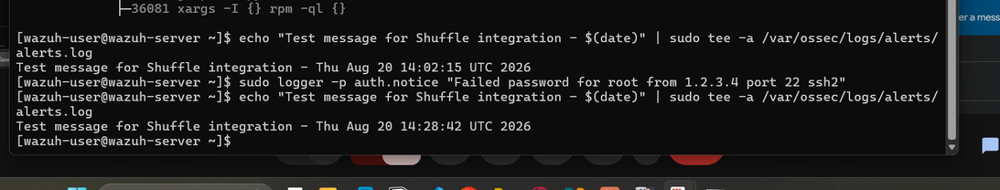 ├─36081 xargs -I {} rpm -ql {}
[wazuh-user@wazuh-server ~]$ echo "Test message for Shuffle integration - $(date)" | sudo tee -a /var/ossec/logs/alerts/
alerts.log
Test message for Shuffle integration - Thu Aug 20 14:02:15 UTC 2026
[wazuh-user@wazuh-server ~]$ sudo logger -p auth.notice "Failed password for root from 1.2.3.4 port 22 ssh2"
[wazuh-user@wazuh-server ~]$ echo "Test message for Shuffle integration - $(date)" | sudo tee -a /var/ossec/logs/alerts/
alerts.log
Test message for Shuffle integration - Thu Aug 20 14:28:42 UTC 2026
[wazuh-user@wazuh-server ~]$
er a mess